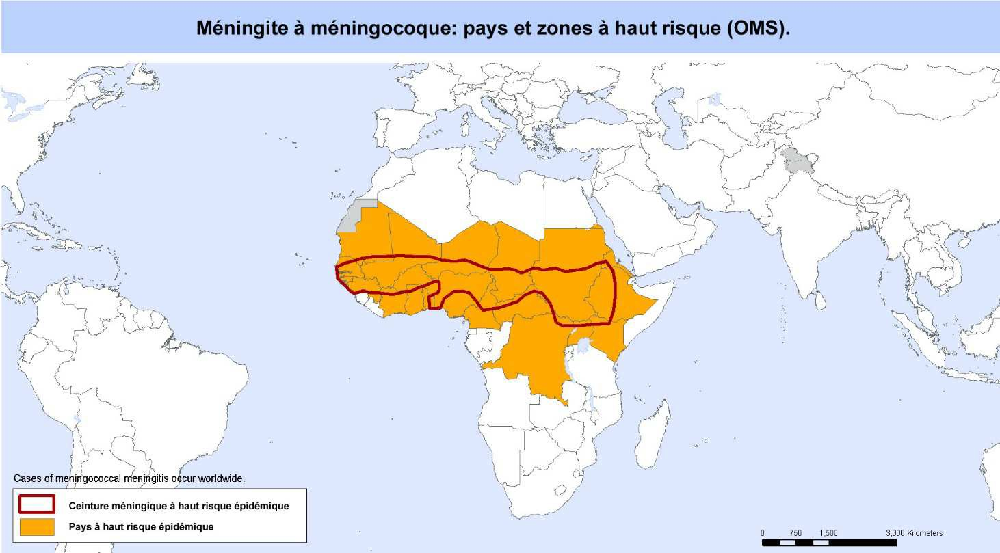 Méningite à méningocoque: pays et zones à haut risque (OMS).
Cases of meningococcal meningitis occur worldwide.
Ceinture méningique à haut risque épidémique
Pays à haut risque épidémique
0 750 1,500 3,000 Kilometers